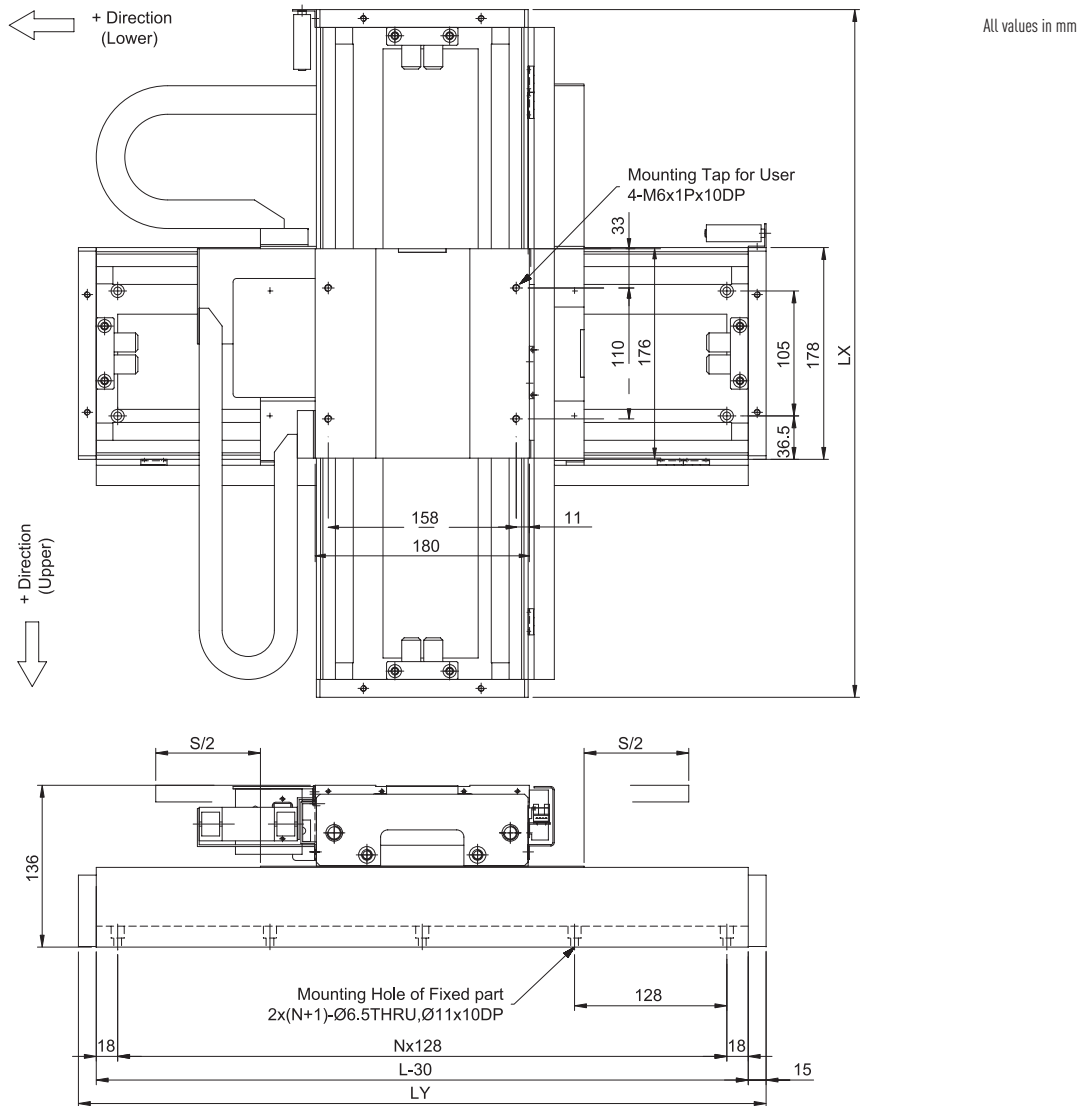 + Direction
(Lower)
All values in mm
Mounting Tap for User
4-M6x1Px10DP
33
110
176
105
178
LX
36.5
158
11
180
+ Direction
(Upper)
S/2
S/2
136
Mounting Hole of Fixed part
2x(N+1)-Ø6.5THRU,Ø11x10DP
128
18
Nx128
18
L-30
15
LY